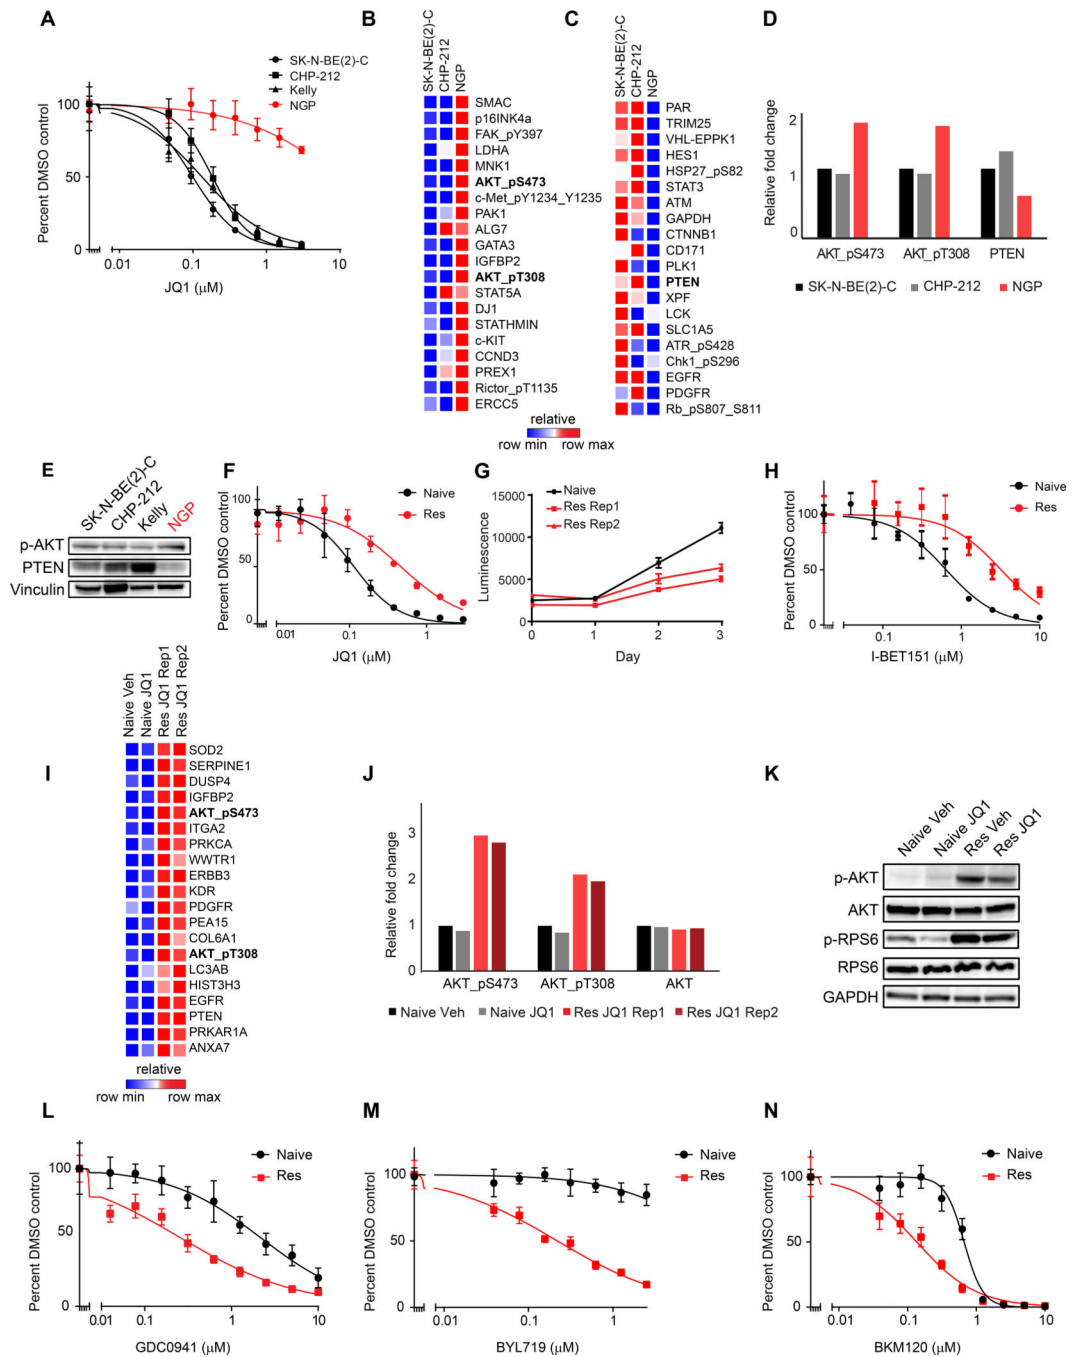 A
SK-N-BE(2)-C
CHP-212
Kelly
NGP
Percent DMSO control
100
50
0
0.01
0.1
1
10
JQ1 (µM)
B
SK-N-BE(2)-C
CHP-212
NGP
SMAC
p16INK4a
FAK_pY397
LDHA
MNK1
AKT_pS473
c-Met_pY1234_Y1235
PAK1
ALG7
GATA3
IGFBP2
AKT_pT308
STAT5A
DJ1
STATHMIN
c-KIT
CCND3
PREX1
Rictor_pT1135
ERCC5
C
SK-N-BE(2)-C
CHP-212
NGP
PAR
TRIM25
VHL-EPPK1
HES1
HSP27_pS82
STAT3
ATM
GAPDH
CTNNB1
CD171
PLK1
PTEN
XPF
LCK
SLC1A5
ATR_pS428
Chk1_pS296
EGFR
PDGFR
Rb_pS807_S811
relative
row min row max
D
Relative fold change
2
1
0
AKT_pS473 AKT_pT308 PTEN
SK-N-BE(2)-C CHP-212 NGP
E
SK-N-BE(2)-C
CHP-212
Kelly
NGP
p-AKT
PTEN
Vinculin
F
Naive
Res
Percent DMSO control
100
50
0
0.01
0.1
1
JQ1 (µM)
G
Naive
Res Rep1
Res Rep2
Luminescence
15000
10000
5000
0
0 1 2 3
Day
H
Naive
Res
Percent DMSO control
100
50
0
0.1
1
10
I-BET151 (µM)
I
Naive Veh
Naive JQ1
Res JQ1 Rep1
Res JQ1 Rep2
SOD2
SERPINE1
DUSP4
IGFBP2
AKT_pS473
ITGA2
PRKCA
WWTR1
ERBB3
KDR
PDGFR
PEA15
COL6A1
AKT_pT308
LC3AB
HIST3H3
EGFR
PTEN
PRKAR1A
ANXA7
relative
row min row max
J
Relative fold change
3
2
1
0
AKT_pS473 AKT_pT308 AKT
Naive Veh Naive JQ1 Res JQ1 Rep1 Res JQ1 Rep2
K
Naive Veh
Naive JQ1
Res Veh
Res JQ1
p-AKT
AKT
p-RPS6
RPS6
GAPDH
L
Naive
Res
Percent DMSO control
100
50
0
0.01
0.1
1
10
GDC0941 (µM)
M
Naive
Res
Percent DMSO control
100
50
0
0.01
0.1
1
BYL719 (µM)
N
Naive
Res
Percent DMSO control
100
50
0
0.01
0.1
1
10
BKM120 (µM)